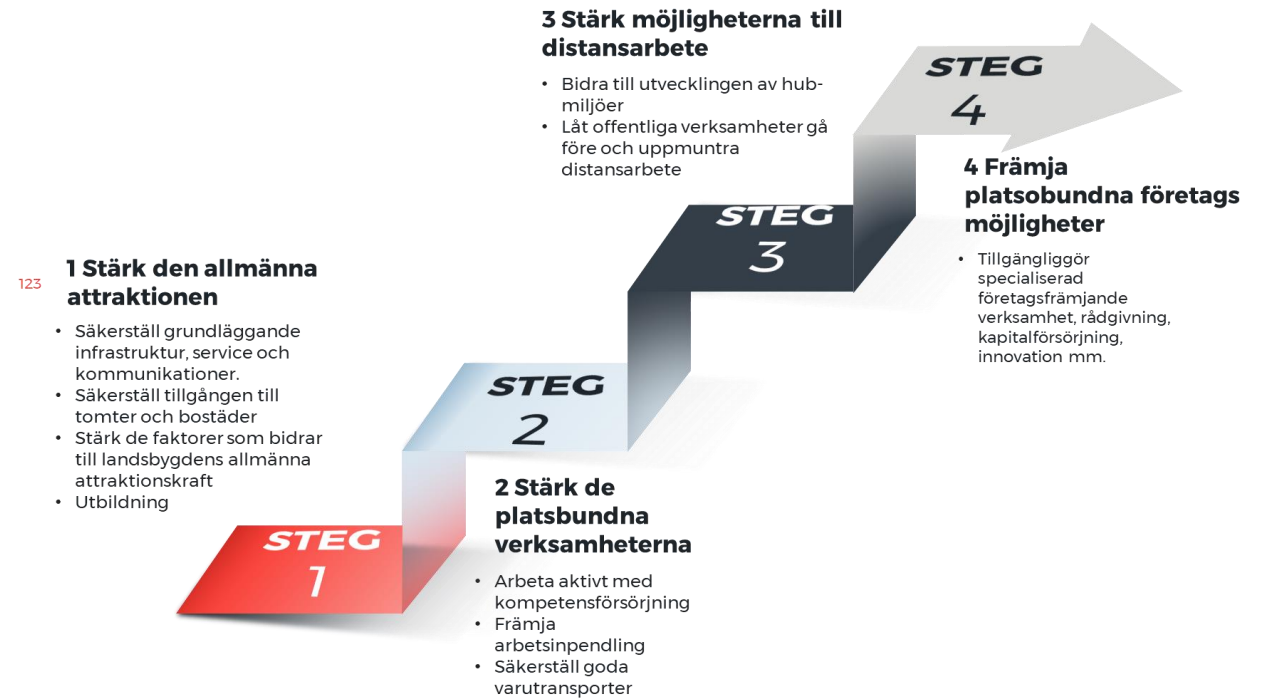 3 Stärk möjligheterna till
distansarbete
• Bidra till utvecklingen av hub-
miljöer
• Låt offentliga verksamheter gå
före och uppmuntra
distansarbete
STEG
4
4 Främja
platsobundna företags
möjligheter
• Tillgängliggör
specialiserad
företagsfrämjande
verksamhet, rådgivning,
kapitalförsörjning,
innovation mm.
STEG
3
123
1 Stärk den allmänna
attraktionen
• Säkerställ grundläggande
infrastruktur, service och
kommunikationer.
• Säkerställ tillgången till
tomter och bostäder
• Stärk de faktorer som bidrar
till landsbygdens allmänna
attraktionskraft
• Utbildning
STEG
2
2 Stärk de
platsbundna
verksamheterna
• Arbeta aktivt med
kompetensförsörjning
• Främja
arbetsinpendling
• Säkerställ goda
varutransporter
STEG
1